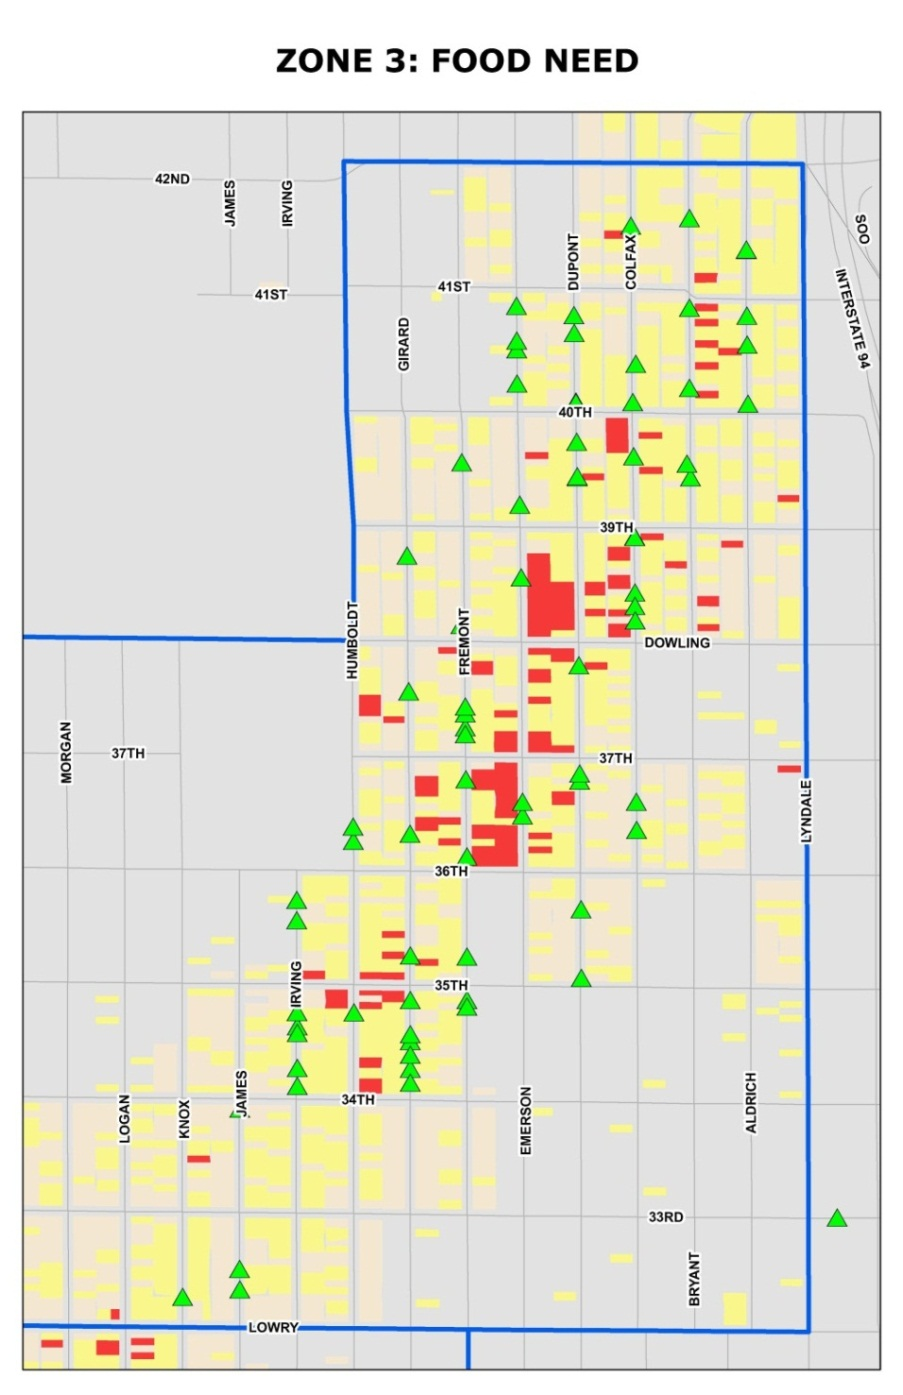 ZONE 3: FOOD NEED
42ND
JAMES
IRVING
SOO
DUPONT
COLFAX
41ST
41ST
INTERSTATE 94
GIRARD
40TH
39TH
HUMBOLDT
FREMONT
DOWLING
MORGAN
37TH
37TH
LYNDALE
36TH
IRVING
35TH
34TH
JAMES
LOGAN
KNOX
EMERSON
ALDRICH
33RD
BRYANT
LOWRY